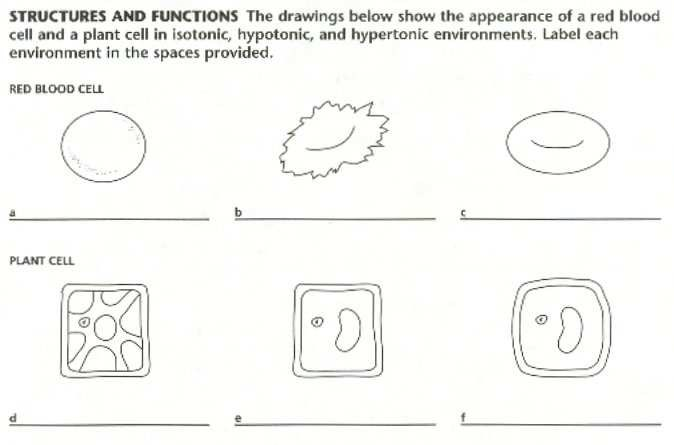 STRUCTURES AND FUNCTIONS The drawings below show the appearance of a red blood
cell and a plant cell in isotonic, hypotonic, and hypertonic environments. Label each
environment in the spaces provided.
RED BLOOD CELL
a b c
PLANT CELL
d e f